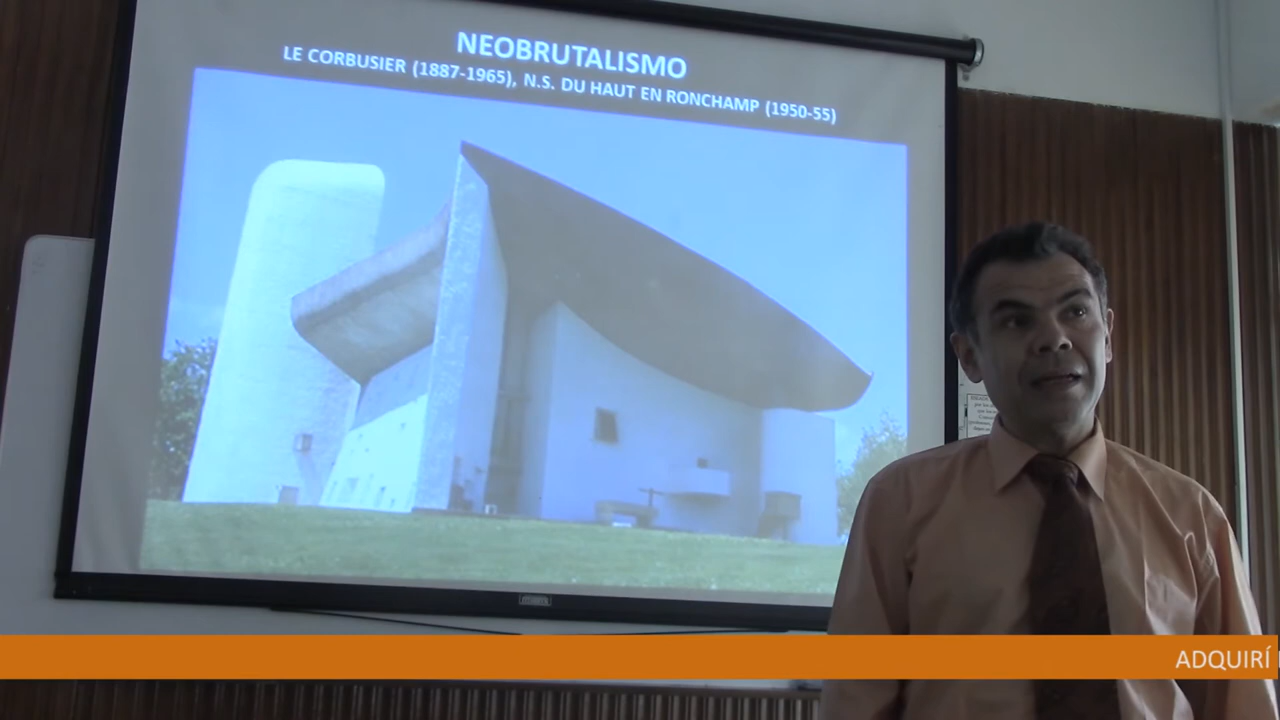 NEOBRUTALISMO
LE CORBUSIER (1887-1965), N.S. DU HAUT EN RONCHAMP (1950-55)
ADQUIRÍ